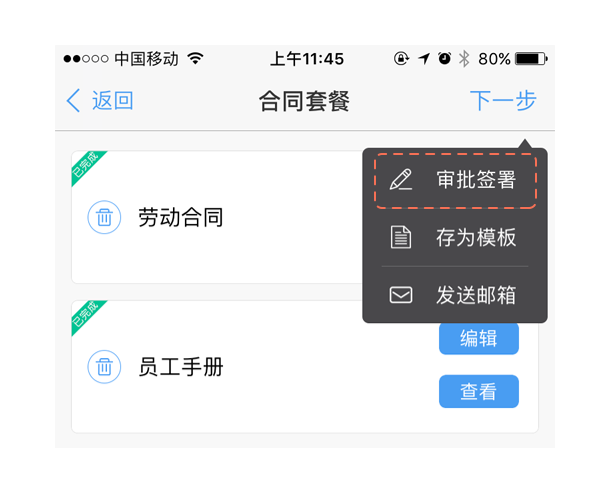 中国移动 上午11:45 80%
返回 合同套餐 下一步
已完成
劳动合同
审批签署
存为模板
发送邮箱
已完成
员工手册
编辑
查看